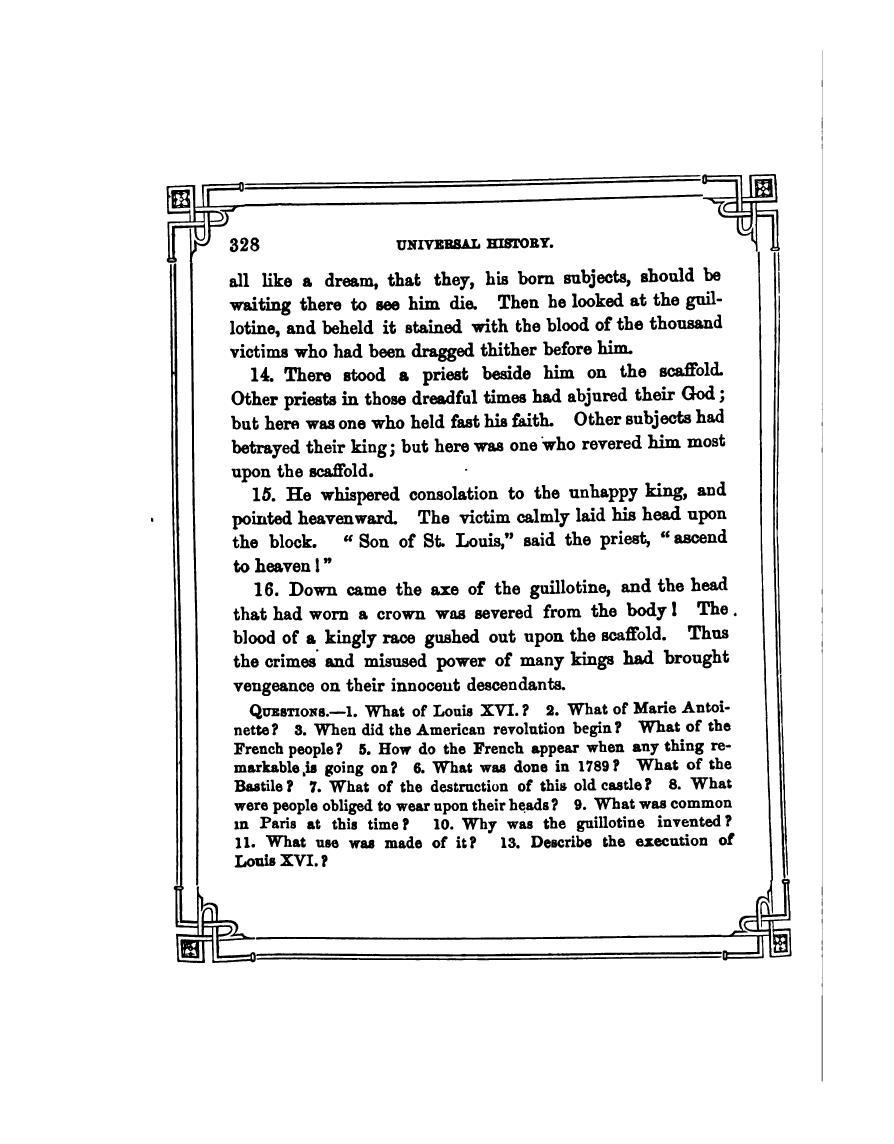 328 UNIVERSAL HISTORY.
all like a dream, that they, his born subjects, should be
waiting there to see him die. Then he looked at the guil-
lotine, and beheld it stained with the blood of the thousand
victims who had been dragged thither before him.
14. There stood a priest beside him on the scaffold.
Other priests in those dreadful times had abjured their God;
but here was one who held fast his faith. Other subjects had
betrayed their king; but here was one who revered him most
upon the scaffold.
15. He whispered consolation to the unhappy king, and
pointed heavenward. The victim calmly laid his head upon
the block. “Son of St. Louis,” said the priest, “ascend
to heaven!”
16. Down came the axe of the guillotine, and the head
that had worn a crown was severed from the body! The
blood of a kingly race gushed out upon the scaffold. Thus
the crimes and misused power of many kings had brought
vengeance on their innocent descendants.
QUESTIONS.—1. What of Louis XVI.? 2. What of Marie Antoi-
nette? 3. When did the American revolution begin? What of the
French people? 5. How do the French appear when any thing re-
markable is going on? 6. What was done in 1789? What of the
Bastile? 7. What of the destruction of this old castle? 8. What
were people obliged to wear upon their heads? 9. What was common
in Paris at this time? 10. Why was the guillotine invented?
11. What use was made of it? 13. Describe the execution of
Louis XVI.?